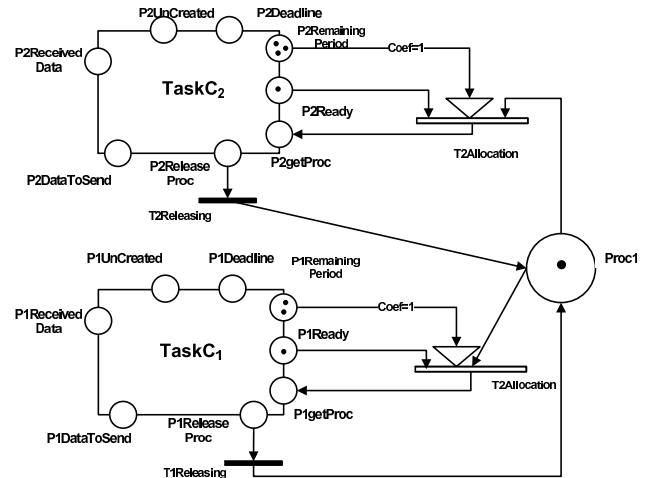 P2UnCreated
P2Deadline
P2Remaining
Period
P2Received
Data
Coef=1
TaskC2
P2Ready
P2getProc
T2Allocation
P2Release
Proc
P2DataToSend
T2Releasing
P1UnCreated
P1Deadline
P1Remaining
Period
Proc1
P1Received
Data
Coef=1
P1Ready
TaskC1
T2Allocation
P1getProc
P1Release
Proc
P1DataToSend
T1Releasing